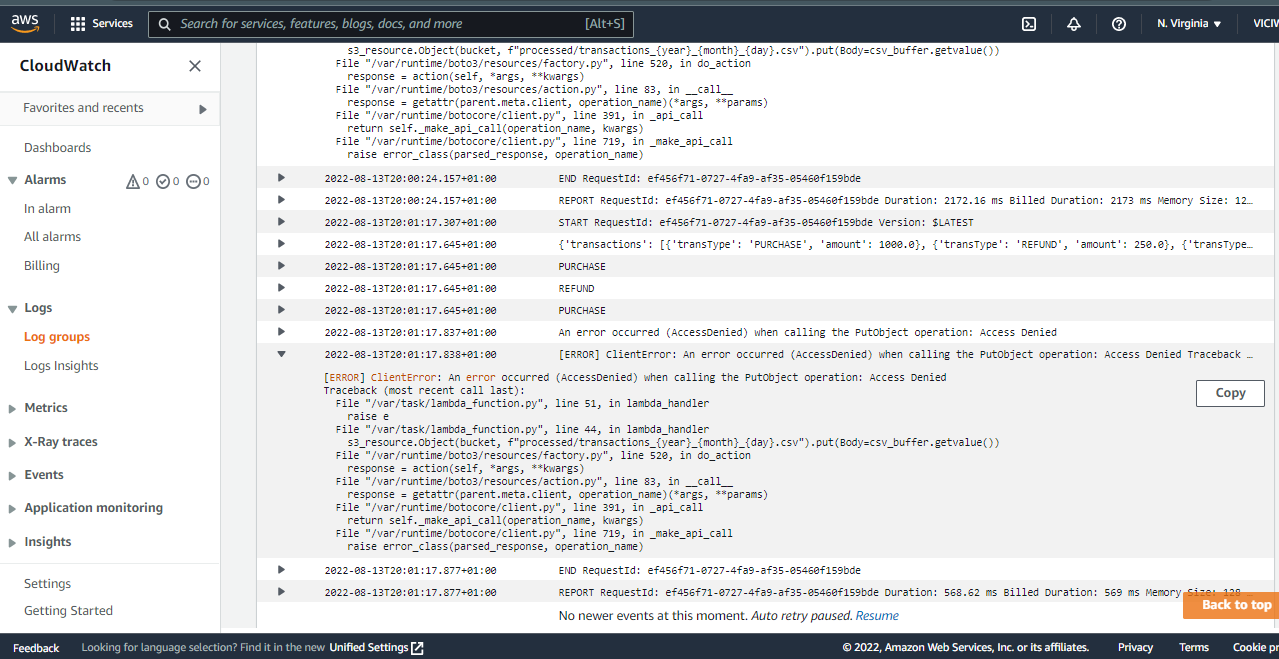 aws
Services
Search for services, features, blogs, docs, and more
[Alt+S]
N. Virginia
CloudWatch
Favorites and recents
Dashboards
Alarms
0
0
0
In alarm
All alarms
Billing
Logs
Log groups
Logs Insights
Metrics
X-Ray traces
Events
Application monitoring
Insights
Settings
Getting Started
s3_resource.Object(bucket, f"processed/transactions_{year}_{month}_{day}.csv").put(Body=csv_buffer.getvalue())
File "/var/runtime/boto3/resources/factory.py", line 520, in do_action
response = action(self, *args, **kwargs)
File "/var/runtime/boto3/resources/action.py", line 83, in __call__
response = getattr(parent.meta.client, operation_name)(*args, **params)
File "/var/runtime/botocore/client.py", line 391, in _api_call
return self._make_api_call(operation_name, kwargs)
File "/var/runtime/botocore/client.py", line 719, in _make_api_call
raise error_class(parsed_response, operation_name)
2022-08-13T20:00:24.157+01:00 END RequestId: ef456f71-0727-4fa9-af35-05460f159bde
2022-08-13T20:00:24.157+01:00 REPORT RequestId: ef456f71-0727-4fa9-af35-05460f159bde Duration: 2172.16 ms Billed Duration: 2173 ms Memory Size: 12…
2022-08-13T20:01:17.307+01:00 START RequestId: ef456f71-0727-4fa9-af35-05460f159bde Version: $LATEST
2022-08-13T20:01:17.645+01:00 {'transactions': [{'transType': 'PURCHASE', 'amount': 1000.0}, {'transType': 'REFUND', 'amount': 250.0}, {'transType…
2022-08-13T20:01:17.645+01:00 PURCHASE
2022-08-13T20:01:17.645+01:00 REFUND
2022-08-13T20:01:17.645+01:00 PURCHASE
2022-08-13T20:01:17.837+01:00 An error occurred (AccessDenied) when calling the PutObject operation: Access Denied
2022-08-13T20:01:17.838+01:00 [ERROR] ClientError: An error occurred (AccessDenied) when calling the PutObject operation: Access Denied Traceback …
[ERROR] ClientError: An error occurred (AccessDenied) when calling the PutObject operation: Access Denied
Traceback (most recent call last):
File "/var/task/lambda_function.py", line 51, in lambda_handler
raise e
File "/var/task/lambda_function.py", line 44, in lambda_handler
s3_resource.Object(bucket, f"processed/transactions_{year}_{month}_{day}.csv").put(Body=csv_buffer.getvalue())
File "/var/runtime/boto3/resources/factory.py", line 520, in do_action
response = action(self, *args, **kwargs)
File "/var/runtime/boto3/resources/action.py", line 83, in __call__
response = getattr(parent.meta.client, operation_name)(*args, **params)
File "/var/runtime/botocore/client.py", line 391, in _api_call
return self._make_api_call(operation_name, kwargs)
File "/var/runtime/botocore/client.py", line 719, in _make_api_call
raise error_class(parsed_response, operation_name)
Copy
2022-08-13T20:01:17.877+01:00 END RequestId: ef456f71-0727-4fa9-af35-05460f159bde
2022-08-13T20:01:17.877+01:00 REPORT RequestId: ef456f71-0727-4fa9-af35-05460f159bde Duration: 568.62 ms Billed Duration: 569 ms Memory Size: 128 …
Back to top
No newer events at this moment. Auto retry paused. Resume
Feedback
Looking for language selection? Find it in the new Unified Settings
© 2022, Amazon Web Services, Inc. or its affiliates.
Privacy
Terms
Cookie